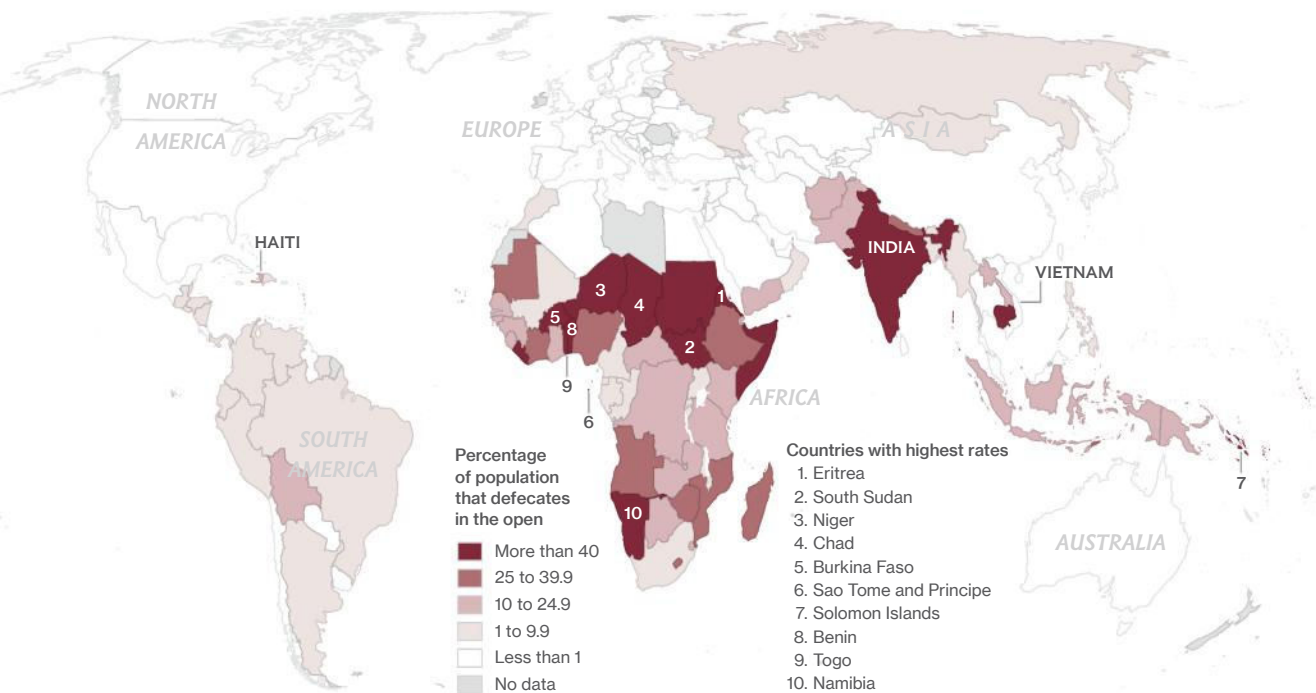 NORTH
AMERICA
EUROPE
ASIA
HAITI
INDIA
VIETNAM
1
3
4
5
8
2
9
6
AFRICA
SOUTH
AMERICA
7
10
AUSTRALIA
Percentage
of population
that defecates
in the open
More than 40
25 to 39.9
10 to 24.9
1 to 9.9
Less than 1
No data
Countries with highest rates
1. Eritrea
2. South Sudan
3. Niger
4. Chad
5. Burkina Faso
6. Sao Tome and Principe
7. Solomon Islands
8. Benin
9. Togo
10. Namibia